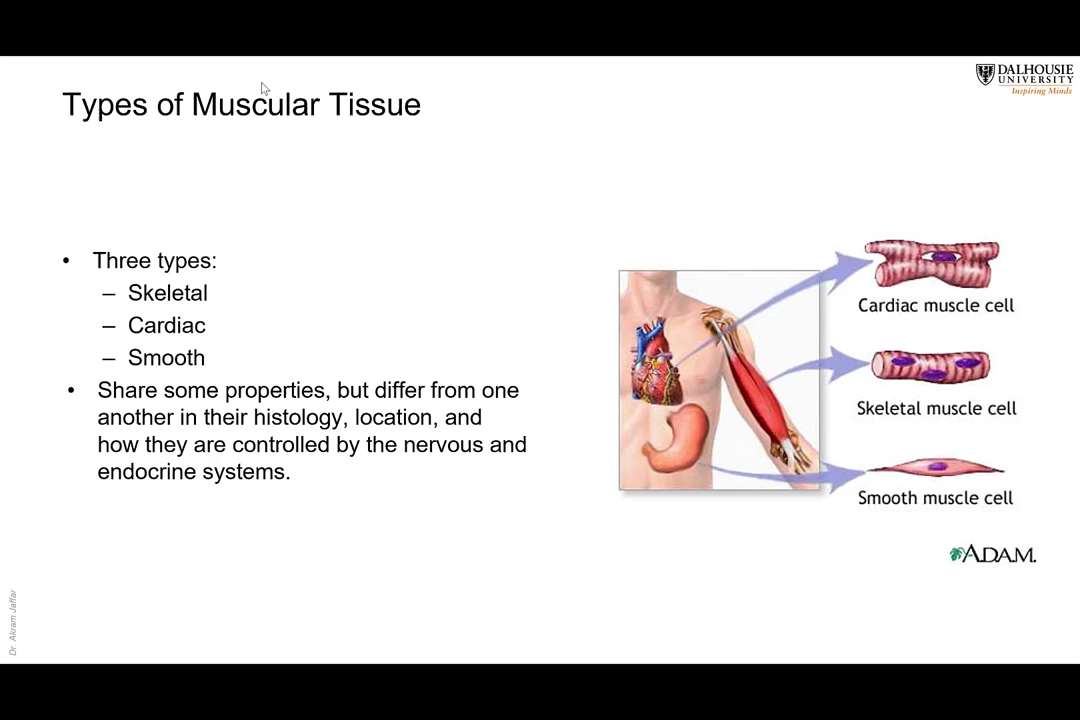 DALHOUSIE
UNIVERSITY
Inspiring Minds
Types of Muscular Tissue
• Three types:
– Skeletal
– Cardiac
– Smooth
• Share some properties, but differ from one
another in their histology, location, and
how they are controlled by the nervous and
endocrine systems.
Cardiac muscle cell
Skeletal muscle cell
Smooth muscle cell
A.D.A.M.
Dr. Akram Jaffar